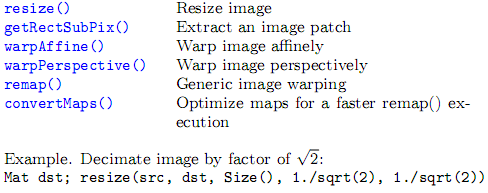 resize() Resize image
getRectSubPix() Extract an image patch
warpAffine() Warp image affinely
warpPerspective() Warp image perspectively
remap() Generic image warping
convertMaps() Optimize maps for a faster remap() ex-
ecution
Example. Decimate image by factor of √2:
Mat dst; resize(src, dst, Size(), 1./sqrt(2), 1./sqrt(2))